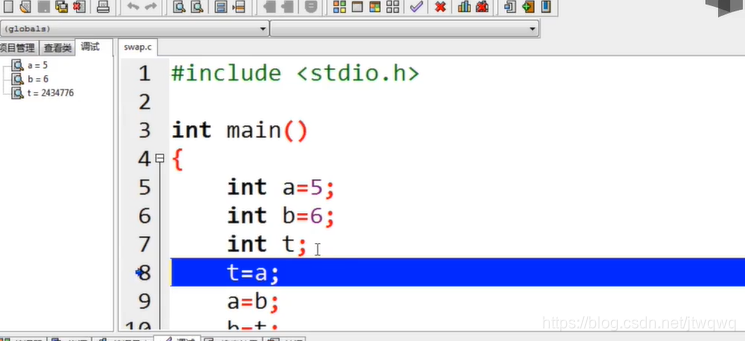 (globals)
项目管理 查看类 调试
swap.c
a = 5
b = 6
t = 2434776
1 #include <stdio.h>
2
3 int main()
4 {
5 int a=5;
6 int b=6;
7 int t;
8 t=a;
9 a=b;
10 b=t;
https://blog.csdn.net/jtwqwq